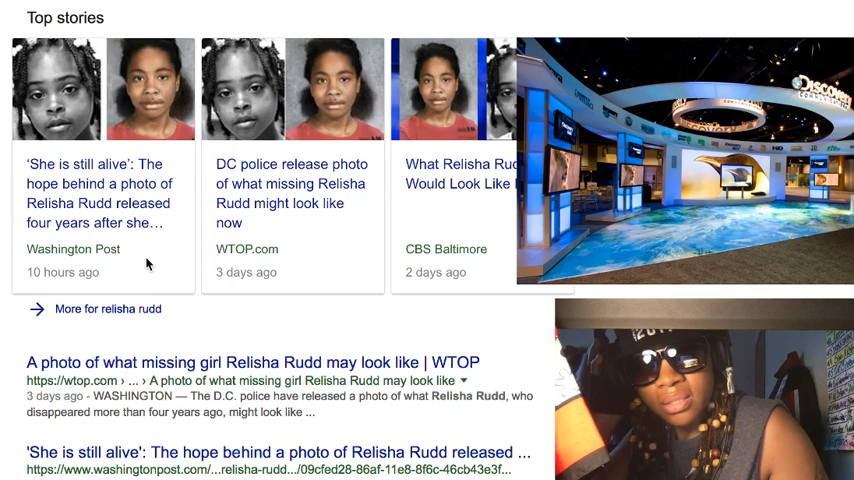 Top stories
'She is still alive': The
hope behind a photo of
Relisha Rudd released
four years after she…
Washington Post
10 hours ago
DC police release photo
of what missing Relisha
Rudd might look like
now
WTOP.com
3 days ago
What Relisha Rud
Would Look Like
CBS Baltimore
2 days ago
Discovery
COMMUNICATIONS
More for relisha rudd
A photo of what missing girl Relisha Rudd may look like | WTOP
https://wtop.com › ... › A photo of what missing girl Relisha Rudd may look like
3 days ago - WASHINGTON — The D.C. police have released a photo of what Relisha Rudd, who
disappeared more than four years ago, might look like ...
'She is still alive': The hope behind a photo of Relisha Rudd released ...
https://www.washingtonpost.com/...relisha-rudd.../09cfed28-86af-11e8-8f6c-46cb43e3f...